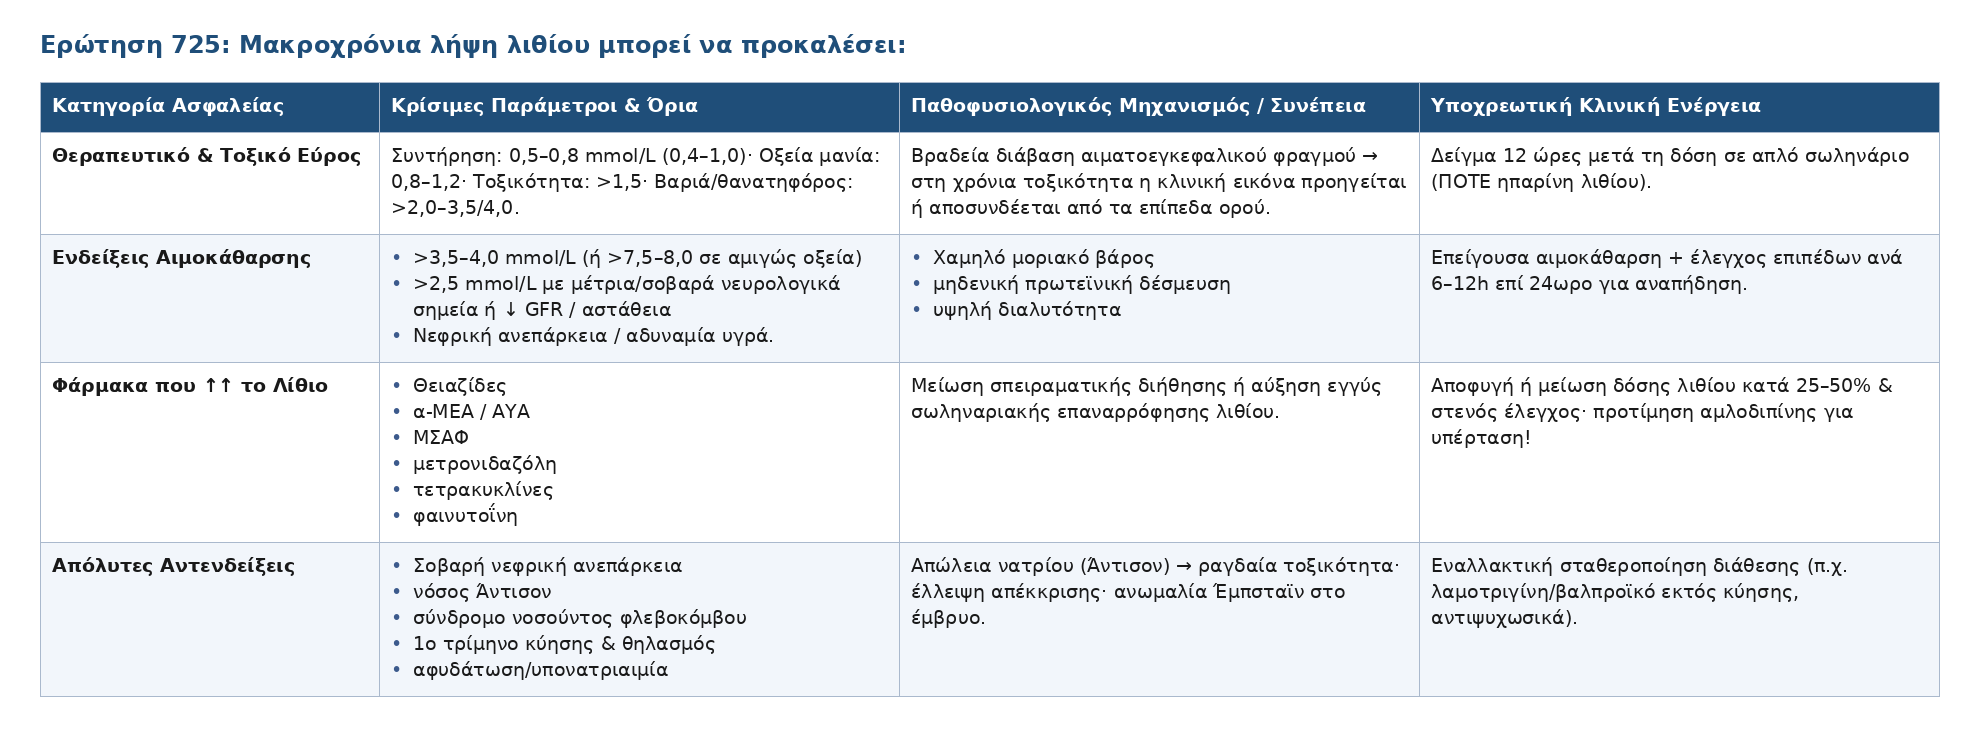 Ερώτηση 725: Μακροχρόνια λήψη λιθίου μπορεί να προκαλέσει:
Κατηγορία Ασφαλείας
Κρίσιμες Παράμετροι & Όρια
Παθοφυσιολογικός Μηχανισμός / Συνέπεια
Υποχρεωτική Κλινική Ενέργεια
Θεραπευτικό & Τοξικό Εύρος
Συντήρηση: 0,5–0,8 mmol/L (0,4–1,0)· Οξεία μανία:
0,8–1,2· Τοξικότητα: >1,5· Βαριά/θανατηφόρος:
>2,0–3,5/4,0.
Βραδεία διάβαση αιματοεγκεφαλικού φραγμού →
στη χρόνια τοξικότητα η κλινική εικόνα προηγείται
ή αποσυνδέεται από τα επίπεδα ορού.
Δείγμα 12 ώρες μετά τη δόση σε απλό σωληνάριο
(ΠΟΤΕ ηπαρίνη λιθίου).
Ενδείξεις Αιμοκάθαρσης
• >3,5–4,0 mmol/L (ή >7,5–8,0 σε αμιγώς οξεία)
• >2,5 mmol/L με μέτρια/σοβαρά νευρολογικά
σημεία ή ↓ GFR / αστάθεια
• Νεφρική ανεπάρκεια / αδυναμία υγρά.
• Χαμηλό μοριακό βάρος
• μηδενική πρωτεϊνική δέσμευση
• υψηλή διαλυτότητα
Επείγουσα αιμοκάθαρση + έλεγχος επιπέδων ανά
6–12h επί 24ωρο για αναπήδηση.
Φάρμακα που ↑↑ το Λίθιο
• Θειαζίδες
• α-ΜΕΑ / ΑΥΑ
• ΜΣΑΦ
• μετρονιδαζόλη
• τετρακυκλίνες
• φαινυτοΐνη
Μείωση σπειραματικής διήθησης ή αύξηση εγγύς
σωληναριακής επαναρρόφησης λιθίου.
Αποφυγή ή μείωση δόσης λιθίου κατά 25–50% &
στενός έλεγχος· προτίμηση αμλοδιπίνης για
υπέρταση!
Απόλυτες Αντενδείξεις
• Σοβαρή νεφρική ανεπάρκεια
• νόσος Άντισον
• σύνδρομο νοσούντος φλεβοκόμβου
• 1ο τρίμηνο κύησης & θηλασμός
• αφυδάτωση/υπονατριαιμία
Απώλεια νατρίου (Άντισον) → ραγδαία τοξικότητα·
έλλειψη απέκκρισης· ανωμαλία Έμπσταϊν στο
έμβρυο.
Εναλλακτική σταθεροποίηση διάθεσης (π.χ.
λαμοτριγίνη/βαλπροϊκό εκτός κύησης,
αντιψυχωσικά).